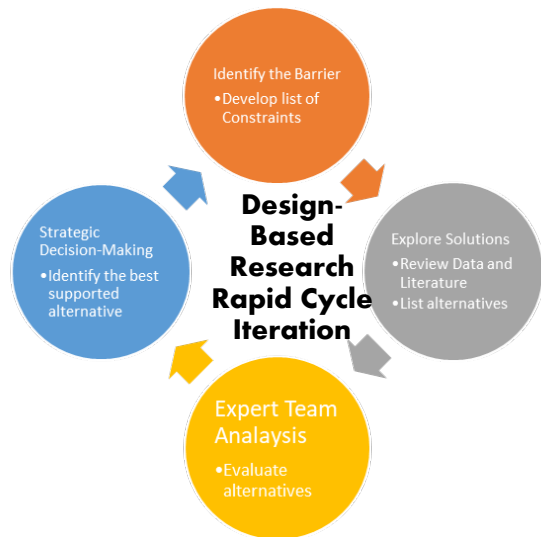 Identify the Barrier
•Develop list of
Constraints
Design-
Based
Research
Rapid Cycle
Iteration
Explore Solutions
•Review Data and
Literature
•List alternatives
Expert Team
Analaysis
•Evaluate
alternatives
Strategic
Decision-Making
•Identify the best
supported
alternative